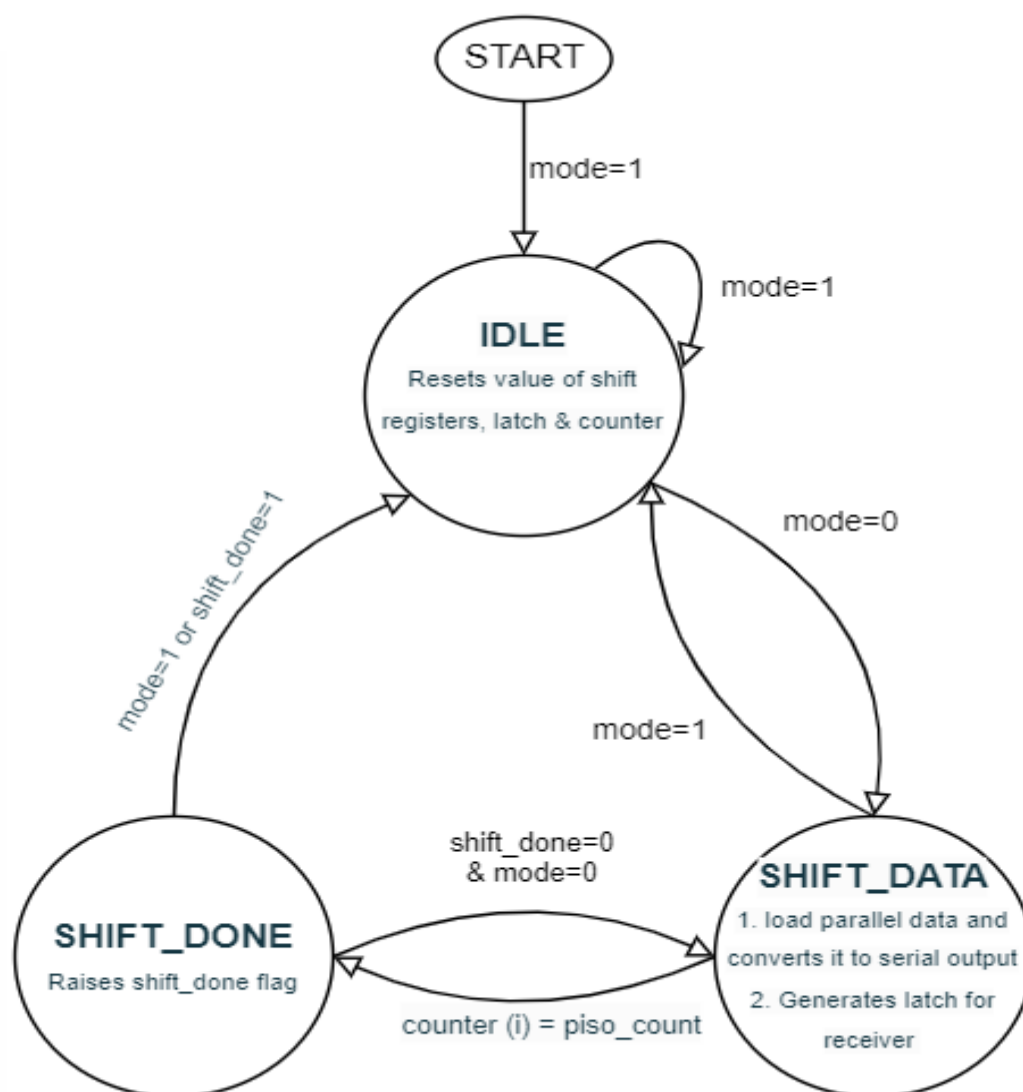 START
mode=1
mode=1
IDLE
Resets value of shift
registers, latch & counter
mode=0
mode=1 or shift_done=1
mode=1
shift_done=0
& mode=0
SHIFT_DONE
Raises shift_done flag
SHIFT_DATA
1. load parallel data and
converts it to serial output
2. Generates latch for
receiver
counter (i) = piso_count